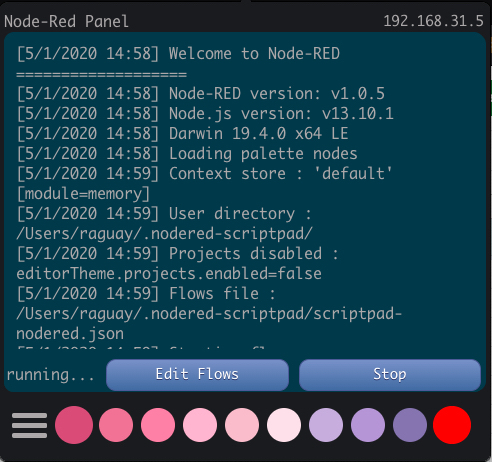 Node-Red Panel 192.168.31.5
[5/1/2020 14:58] Welcome to Node-RED
===================
[5/1/2020 14:58] Node-RED version: v1.0.5
[5/1/2020 14:58] Node.js version: v13.10.1
[5/1/2020 14:58] Darwin 19.4.0 x64 LE
[5/1/2020 14:58] Loading palette nodes
[5/1/2020 14:59] Context store : 'default'
[module=memory]
[5/1/2020 14:59] User directory :
/Users/raguay/.nodered-scriptpad/
[5/1/2020 14:59] Projects disabled :
editorTheme.projects.enabled=false
[5/1/2020 14:59] Flows file :
/Users/raguay/.nodered-scriptpad/scriptpad-
nodered.json
running... Edit Flows Stop